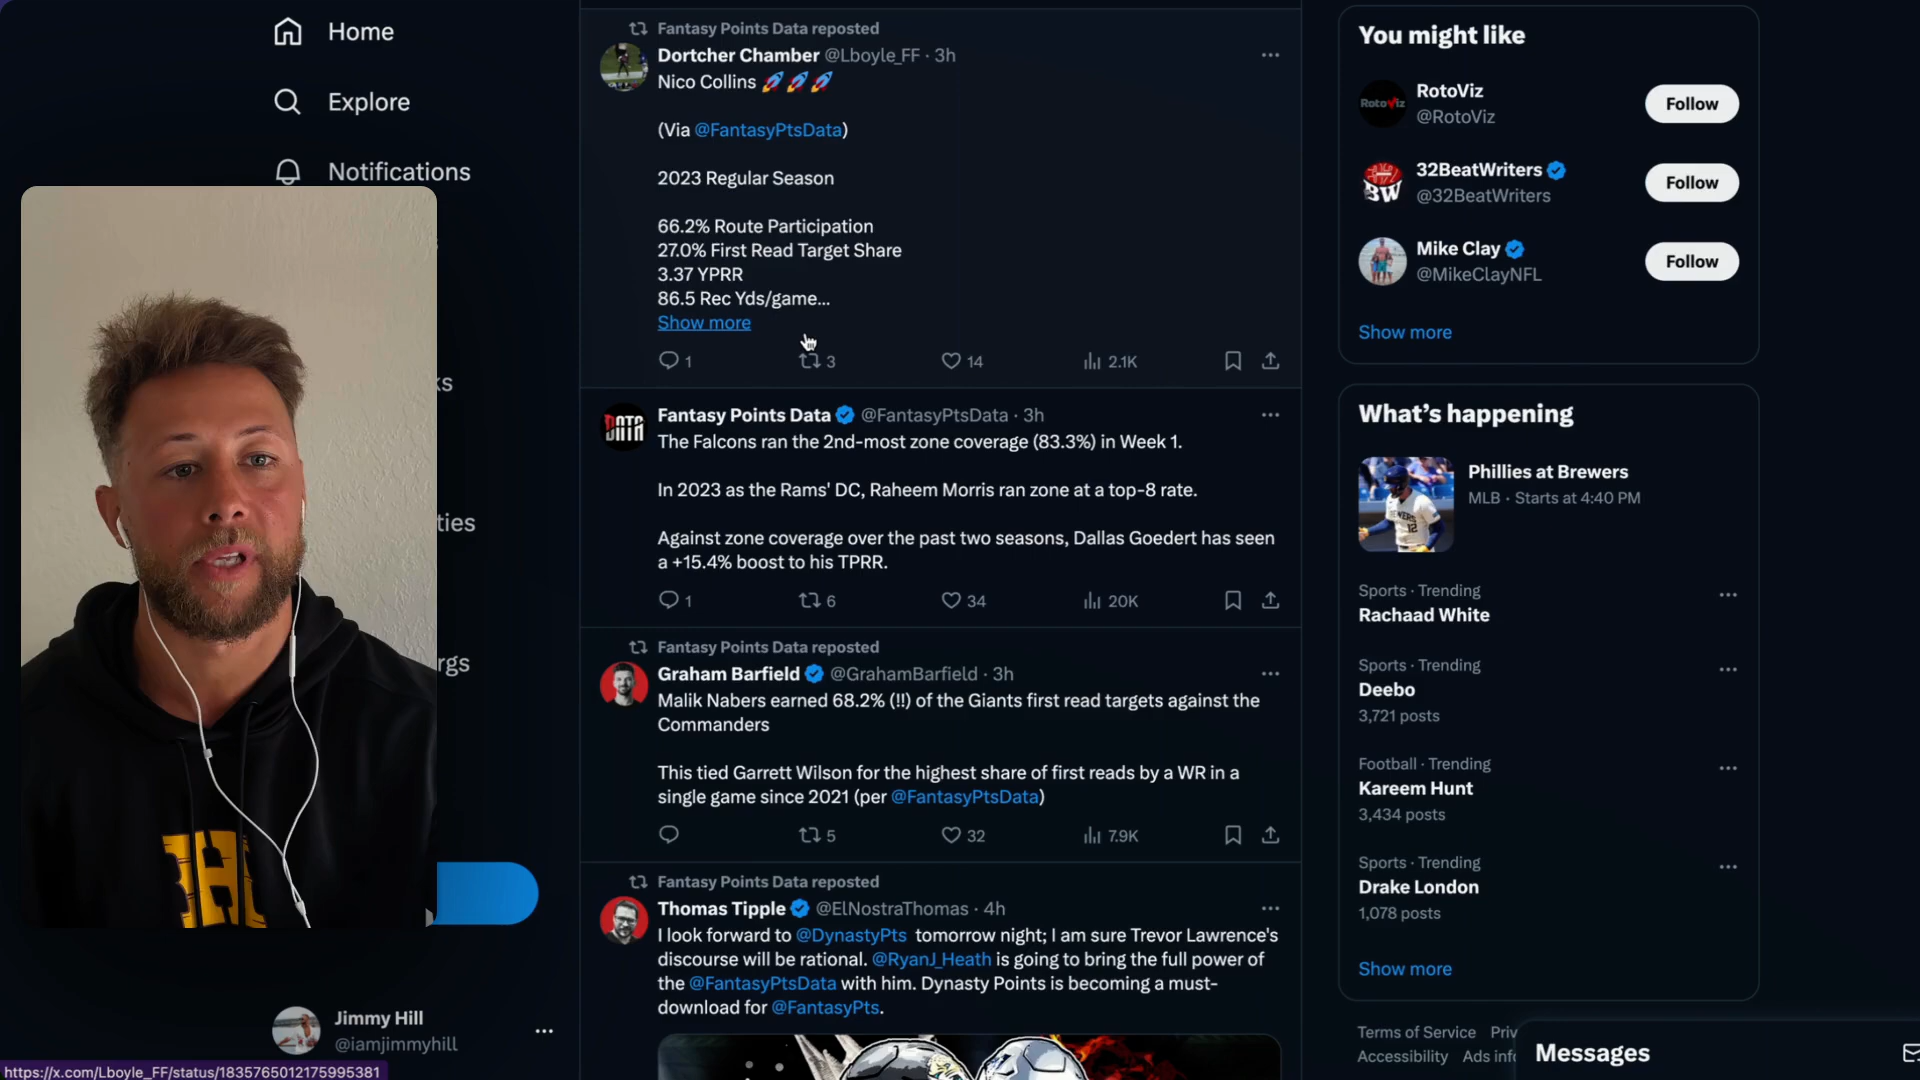 Home
Explore
Notifications
ks
ties
rgs
Jimmy Hill
@iamjimmyhill
https://x.com/Lboyle_FF/status/1835765012175995381
Fantasy Points Data reposted
Dortcher Chamber @Lboyle_FF · 3h
Nico Collins 🚀🚀🚀
(Via @FantasyPtsData)
2023 Regular Season
66.2% Route Participation
27.0% First Read Target Share
3.37 YPRR
86.5 Rec Yds/game...
Show more
1 3 14 2.1K
DATA
Fantasy Points Data @FantasyPtsData · 3h
The Falcons ran the 2nd-most zone coverage (83.3%) in Week 1.
In 2023 as the Rams' DC, Raheem Morris ran zone at a top-8 rate.
Against zone coverage over the past two seasons, Dallas Goedert has seen
a +15.4% boost to his TPRR.
1 6 34 20K
Fantasy Points Data reposted
Graham Barfield @GrahamBarfield · 3h
Malik Nabers earned 68.2% (!!) of the Giants first read targets against the
Commanders
This tied Garrett Wilson for the highest share of first reads by a WR in a
single game since 2021 (per @FantasyPtsData)
5 32 7.9K
Fantasy Points Data reposted
Thomas Tipple @ElNostraThomas · 4h
I look forward to @DynastyPts tomorrow night; I am sure Trevor Lawrence's
discourse will be rational. @RyanJ_Heath is going to bring the full power of
the @FantasyPtsData with him. Dynasty Points is becoming a must-
download for @FantasyPts.
You might like
RotoViz
RotoViz
@RotoViz
Follow
BW
32BeatWriters
@32BeatWriters
Follow
Mike Clay
@MikeClayNFL
Follow
Show more
What's happening
Phillies at Brewers
MLB · Starts at 4:40 PM
Sports · Trending
Rachaad White
Sports · Trending
Deebo
3,721 posts
Football · Trending
Kareem Hunt
3,434 posts
Sports · Trending
Drake London
1,078 posts
Show more
Terms of Service Priv
Accessibility Ads info
Messages